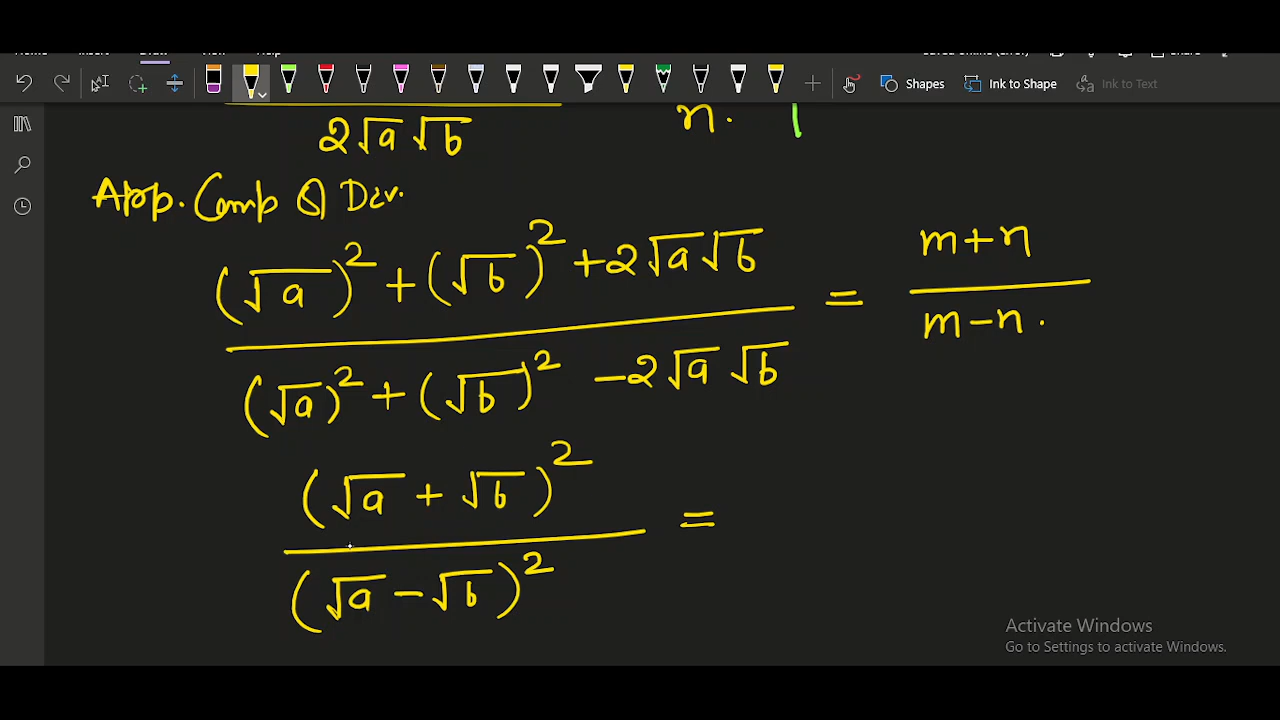 Shapes Ink to Shape Ink to Text
2√a √b n.
App. Comp & Div.
(√a)² + (√b)² + 2√a √b = m+n
(√a)² + (√b)² − 2√a √b m−n.
(√a + √b)² =
(√a − √b)²
Activate Windows
Go to Settings to activate Windows.